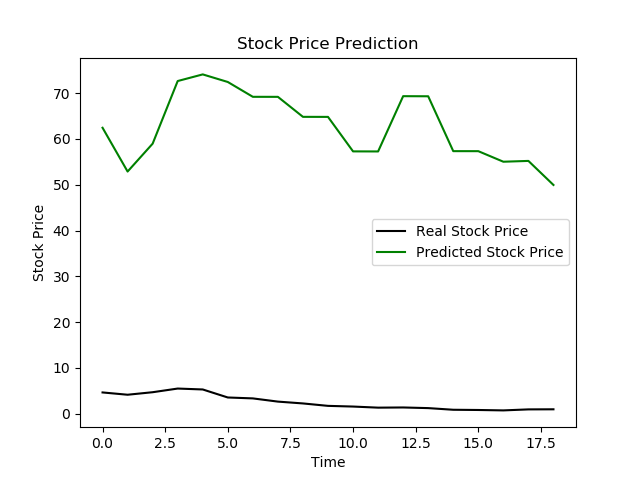 Stock Price Prediction
Stock Price
70
60
50
40
30
20
10
0
Real Stock Price
Predicted Stock Price
0.0 2.5 5.0 7.5 10.0 12.5 15.0 17.5
Time